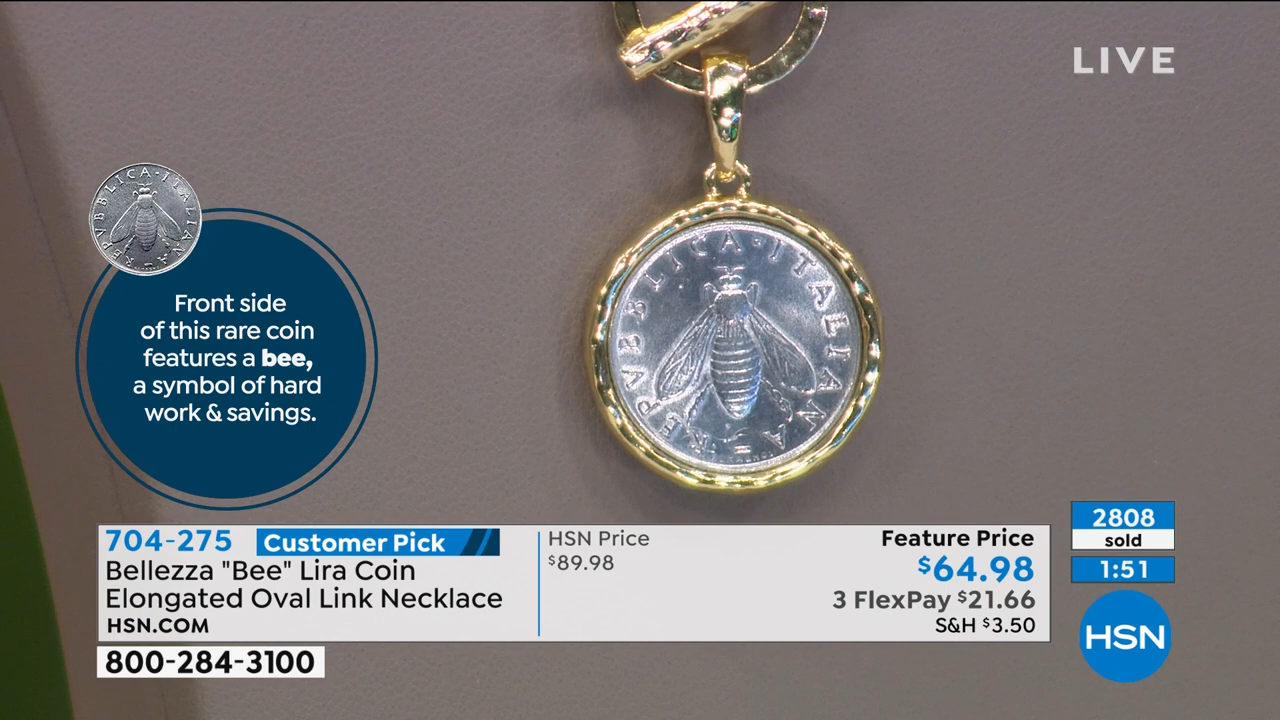 LIVE
REPVBBLICA·ITALIANA
Front side
of this rare coin
features a bee,
a symbol of hard
work & savings.
REPVBBLICA·ITALIANA
704-275
Customer Pick
Bellezza "Bee" Lira Coin
Elongated Oval Link Necklace
HSN.COM
800-284-3100
HSN Price
$89.98
Feature Price
$64.98
3 FlexPay $21.66
S&H $3.50
2808
sold
1:51
HSN